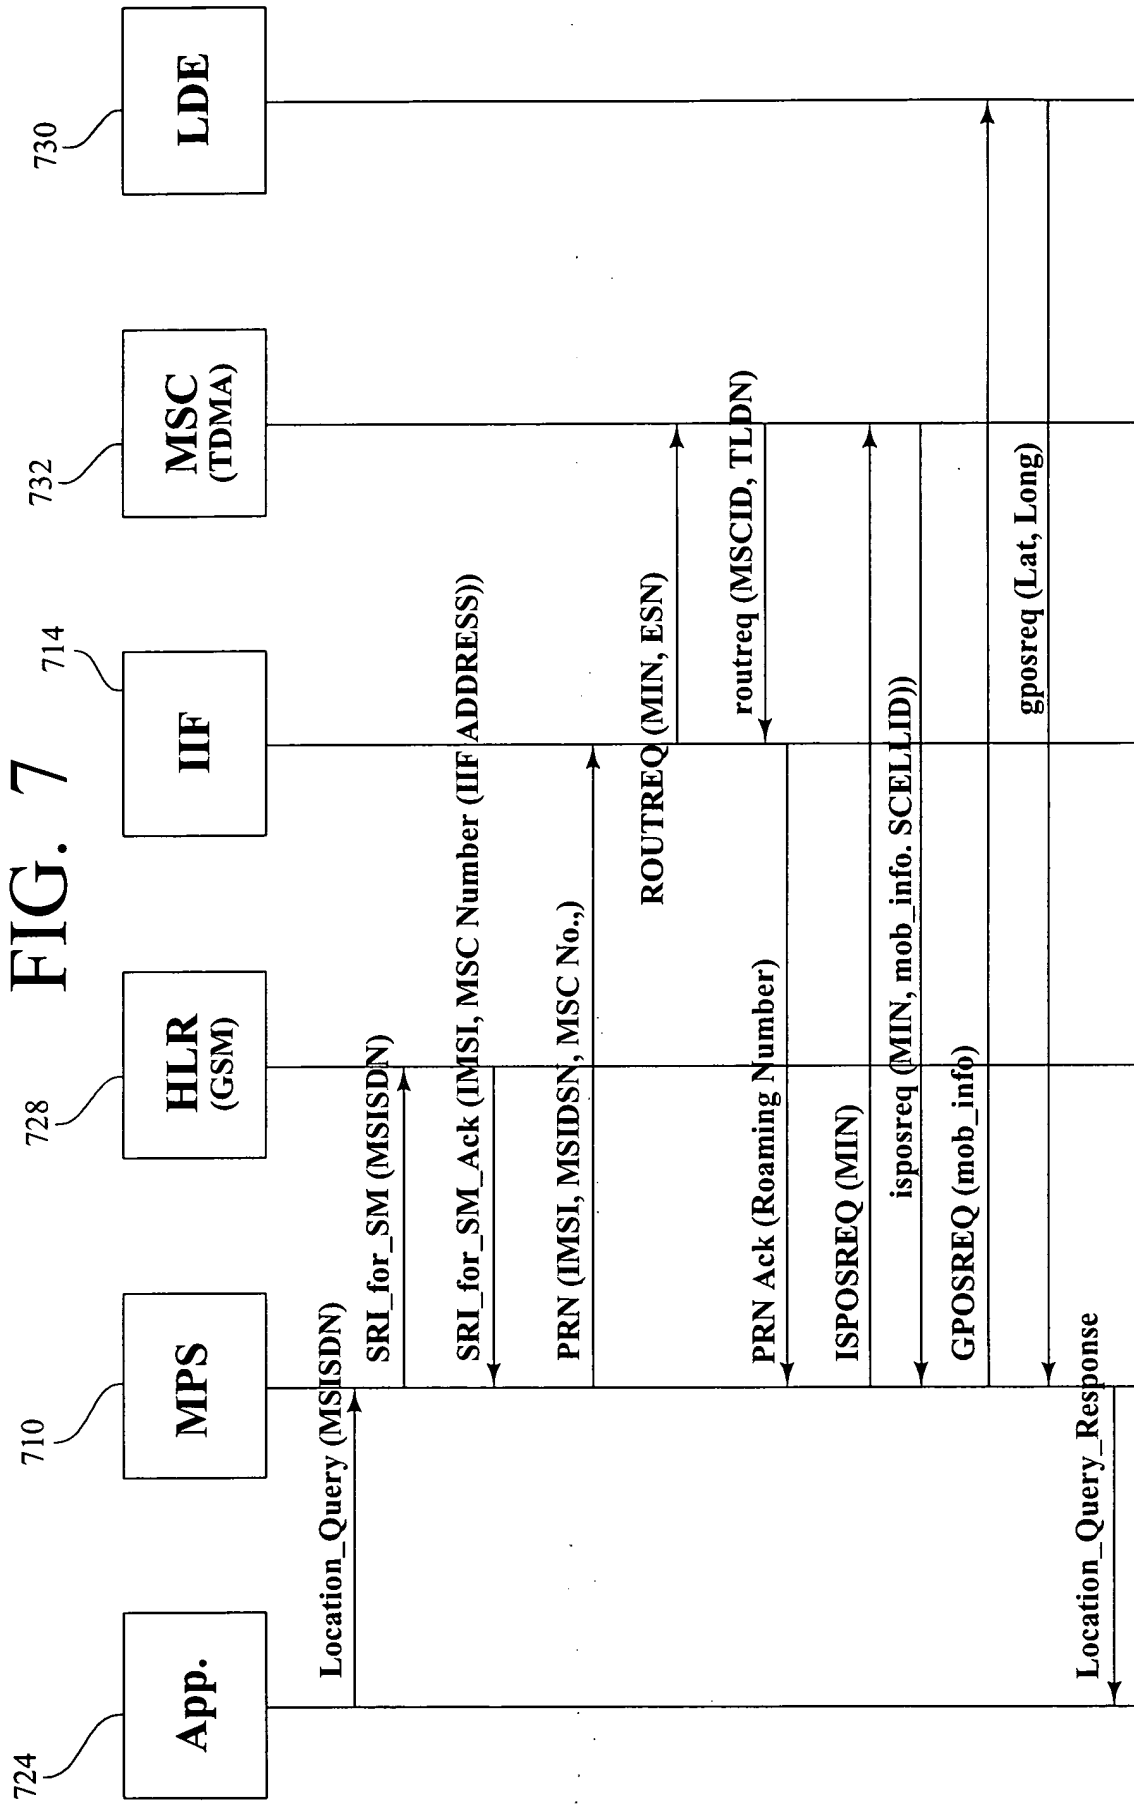 FIG. 7
724
App.
710
MPS
728
HLR
(GSM)
714
IIF
732
MSC
(TDMA)
730
LDE
Location_Query (MSISDN)
SRI_for_SM (MSISDN)
SRI_for_SM_Ack (IMSI, MSC Number (IIF ADDRESS))
PRN (IMSI, MSIDSN, MSC No.,)
ROUTREQ (MIN, ESN)
routreq (MSCID, TLDN)
PRN Ack (Roaming Number)
ISPOSREQ (MIN)
isposreq (MIN, mob_info. SCELLID))
GPOSREQ (mob_info)
gposreq (Lat, Long)
Location_Query_Response